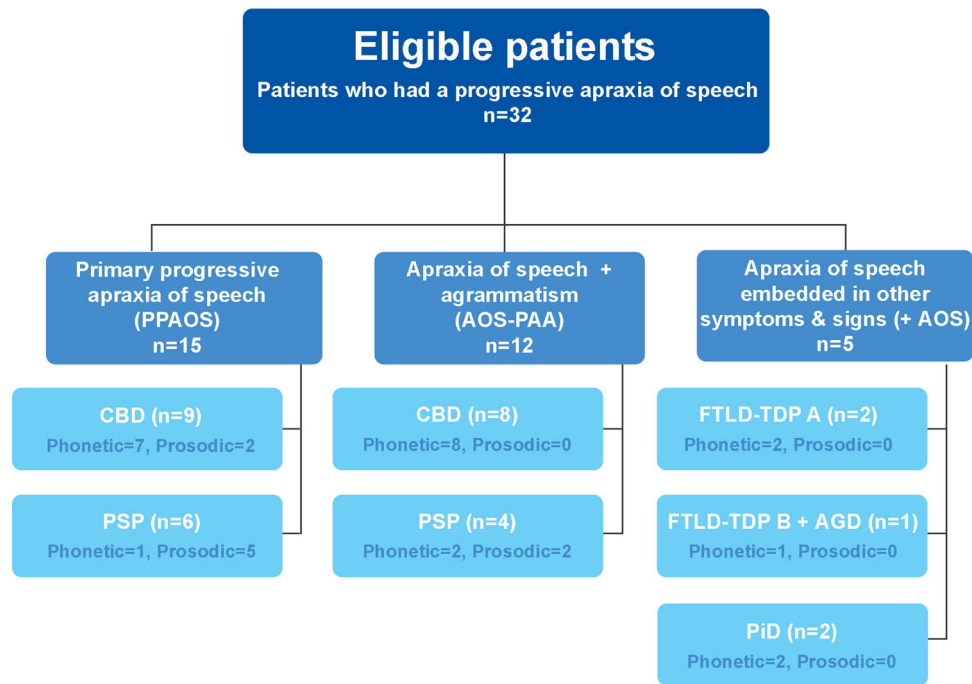 Eligible patients
Patients who had a progressive apraxia of speech
n=32
Primary progressive
apraxia of speech
(PPAOS)
n=15
Apraxia of speech + 
agrammatism
(AOS-PAA)
n=12
Apraxia of speech
embedded in other
symptoms & signs (+ AOS)
n=5
CBD (n=9)
Phonetic=7, Prosodic=2
CBD (n=8)
Phonetic=8, Prosodic=0
FTLD-TDP A (n=2)
Phonetic=2, Prosodic=0
PSP (n=6)
Phonetic=1, Prosodic=5
PSP (n=4)
Phonetic=2, Prosodic=2
FTLD-TDP B + AGD (n=1)
Phonetic=1, Prosodic=0
PiD (n=2)
Phonetic=2, Prosodic=0